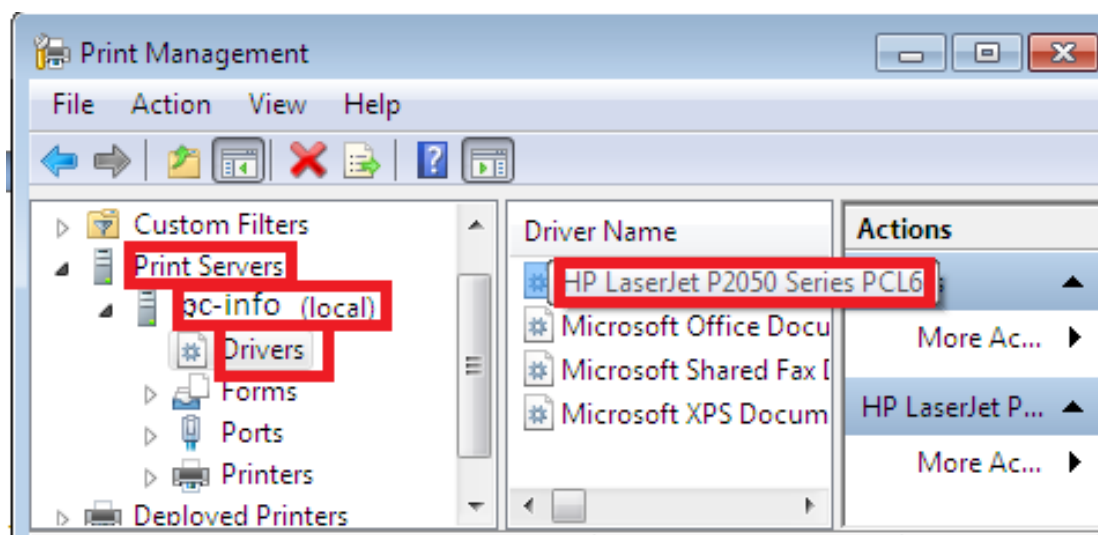 Print Management
File Action View Help
Custom Filters
Print Servers
pc-info (local)
Drivers
Forms
Ports
Printers
Deployed Printers
Driver Name
HP LaserJet P2050 Series PCL6
Microsoft Office Docu
Microsoft Shared Fax
Microsoft XPS Docum
Actions
More Ac...
HP LaserJet P...
More Ac...